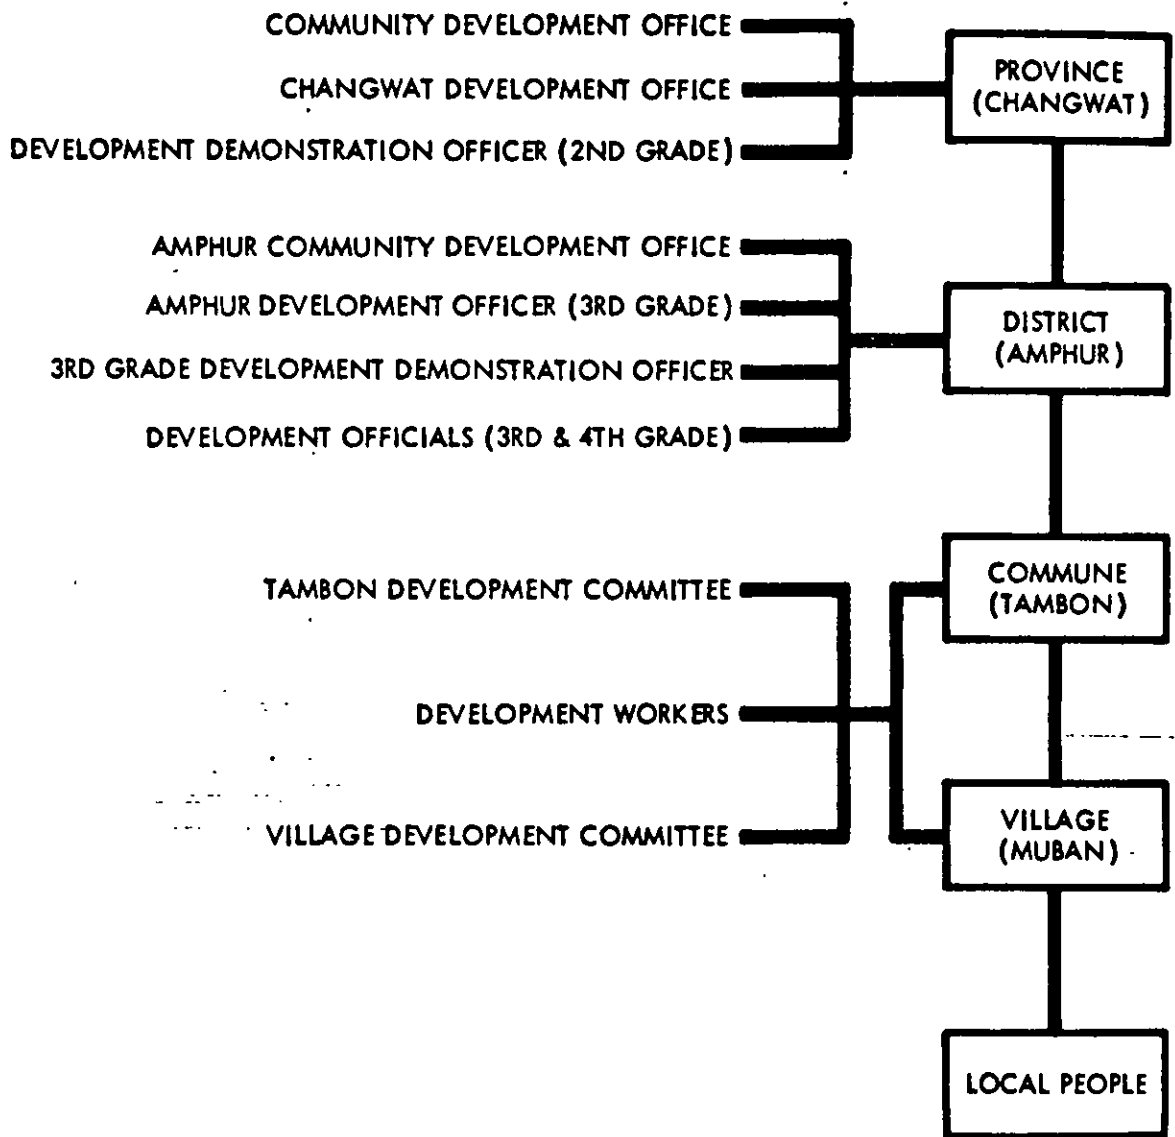 COMMUNITY DEVELOPMENT OFFICE
CHANGWAT DEVELOPMENT OFFICE
DEVELOPMENT DEMONSTRATION OFFICER (2ND GRADE)
PROVINCE
(CHANGWAT)
AMPHUR COMMUNITY DEVELOPMENT OFFICE
AMPHUR DEVELOPMENT OFFICER (3RD GRADE)
3RD GRADE DEVELOPMENT DEMONSTRATION OFFICER
DEVELOPMENT OFFICIALS (3RD & 4TH GRADE)
DISTRICT
(AMPHUR)
TAMBON DEVELOPMENT COMMITTEE
DEVELOPMENT WORKERS
VILLAGE DEVELOPMENT COMMITTEE
COMMUNE
(TAMBON)
VILLAGE
(MUBAN)
LOCAL PEOPLE